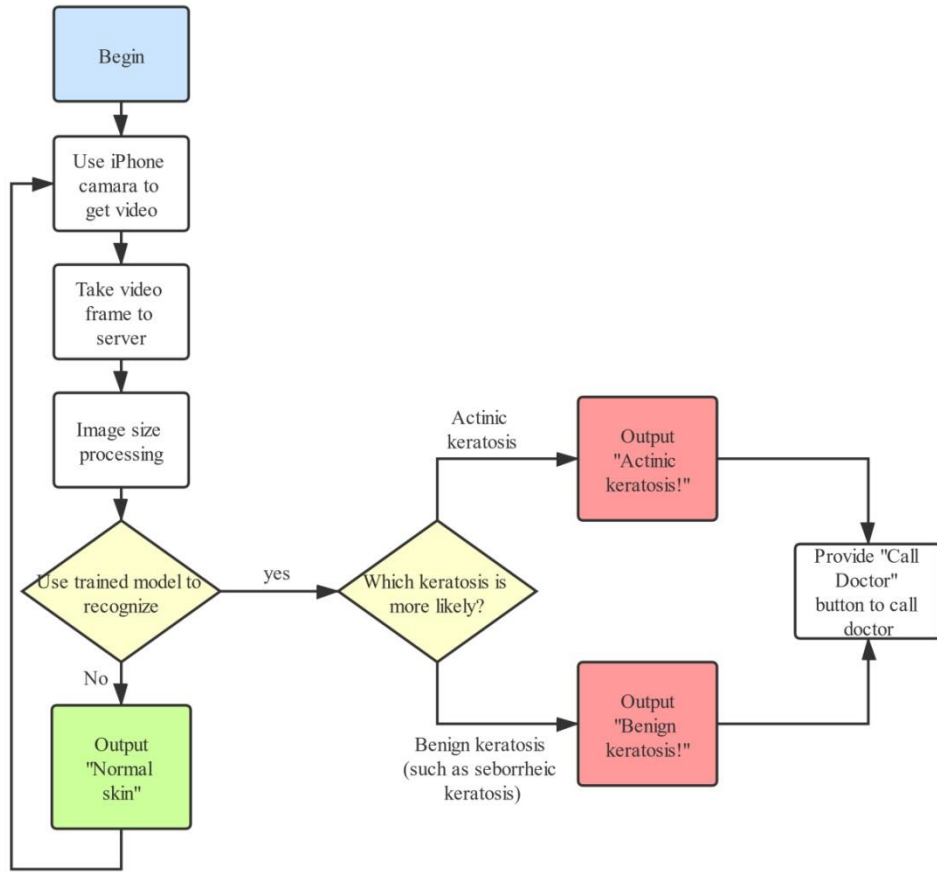 Begin
Use iPhone
camara to
get video
Take video
frame to
server
Image size
processing
Use trained model to
recognize
yes
No
Output
"Normal
skin"
Which keratosis is
more likely?
Actinic
keratosis
Output
"Actinic
keratosis!"
Benign keratosis
(such as seborrheic
keratosis)
Output
"Benign
keratosis!"
Provide "Call
Doctor"
button to call
doctor